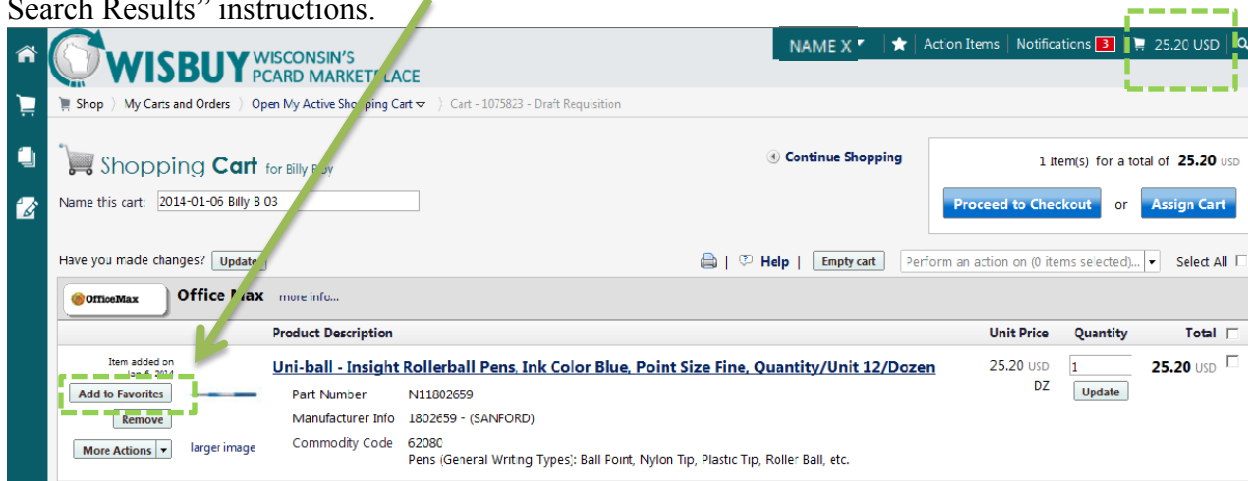 Search Results" instructions.
NAME X Action Items Notifications 3 25.20 USD
WISBUY WISCONSIN'S PCARD MARKETPLACE
Shop My Carts and Orders Open My Active Shopping Cart Cart - 1075823 - Draft Requisition
Shopping Cart for Billy
Continue Shopping
1 Item(s) for a total of 25.20 USD
Name this cart: 2014-01-06 Billy B 03
Proceed to Checkout or Assign Cart
Have you made changes? Update | Help | Empty cart Perform an action on (0 items selected)... Select All
OfficeMax Office Max more info...
Product Description Unit Price Quantity Total
Item added on
Jan 6, 2014
Uni-ball - Insight Rollerball Pens, Ink Color Blue, Point Size Fine, Quantity/Unit 12/Dozen 25.20 USD 1 25.20 USD
Add to Favorites Part Number N11802659 DZ Update
Remove Manufacturer Info 1802659 - (SANFORD)
More Actions larger image Commodity Code 62080
Pens (General Writing Types): Ball Point, Nylon Tip, Plastic Tip, Roller Ball, etc.